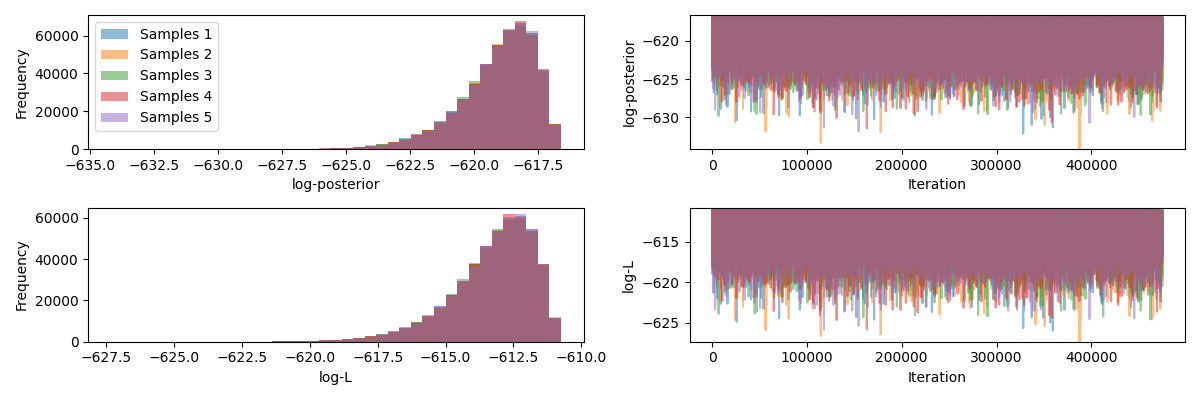 Frequency
60000
40000
20000
0
Samples 1
Samples 2
Samples 3
Samples 4
Samples 5
−635.0 −632.5 −630.0 −627.5 −625.0 −622.5 −620.0 −617.5
log-posterior
log-posterior
−620
−625
−630
0 100000 200000 300000 400000
Iteration
Frequency
60000
40000
20000
0
−627.5 −625.0 −622.5 −620.0 −617.5 −615.0 −612.5 −610.0
log-L
log-L
−615
−620
−625
0 100000 200000 300000 400000
Iteration